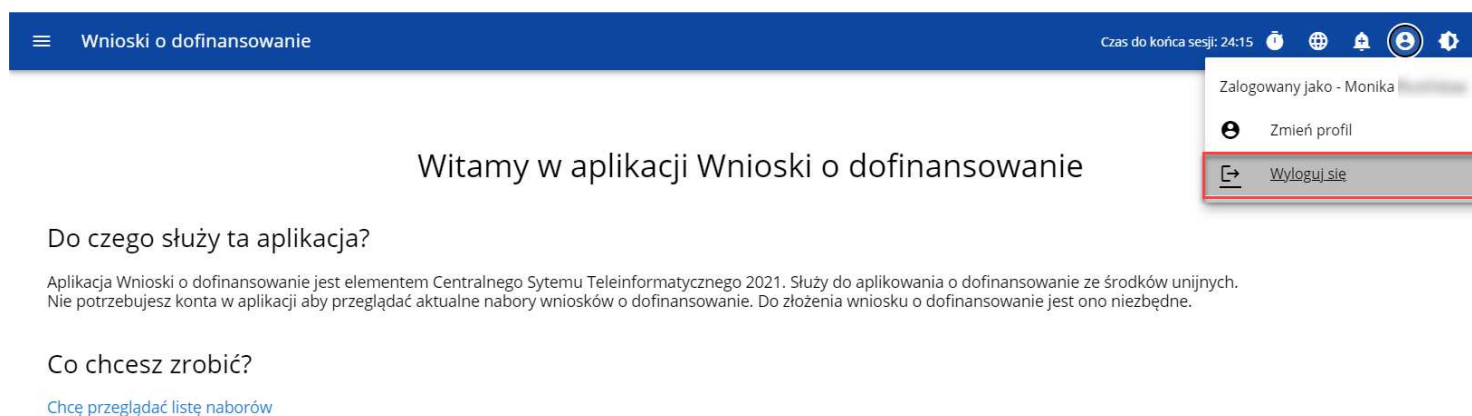 Wnioski o dofinansowanie
Czas do końca sesji: 24:15
Zalogowany jako - Monika
Zmień profil
Wyloguj się
Witamy w aplikacji Wnioski o dofinansowanie
Do czego służy ta aplikacja?
Aplikacja Wnioski o dofinansowanie jest elementem Centralnego Sytemu Teleinformatycznego 2021. Służy do aplikowania o dofinansowanie ze środków unijnych.
Nie potrzebujesz konta w aplikacji aby przeglądać aktualne nabory wniosków o dofinansowanie. Do złożenia wniosku o dofinansowanie jest ono niezbędne.
Co chcesz zrobić?
Chcę przeglądać listę naborów